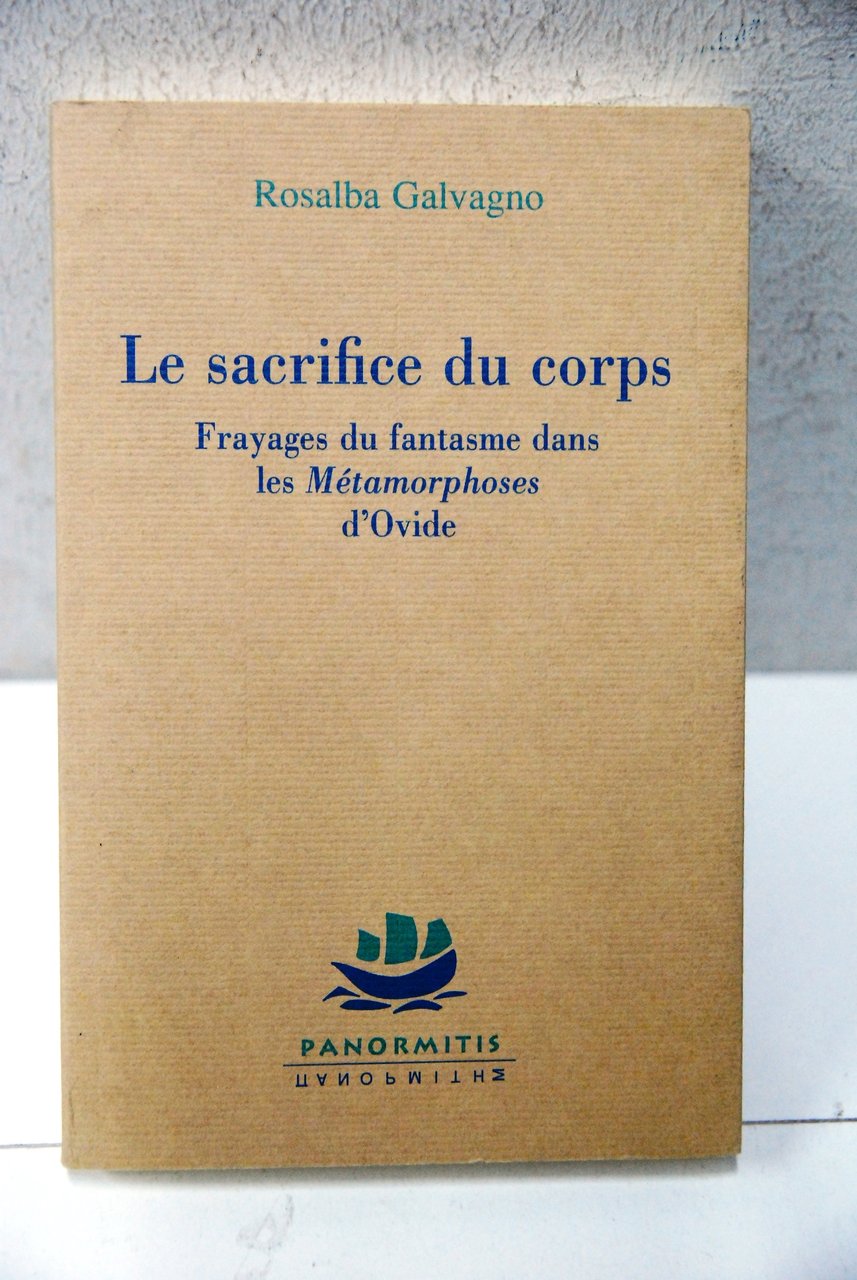 Rosalba Galvagno
Le sacrifice du corps
Frayages du fantasme dans
les Métamorphoses
d'Ovide
PANORMITIS
ΠΑΝΟΡΜΙΤΗΣ